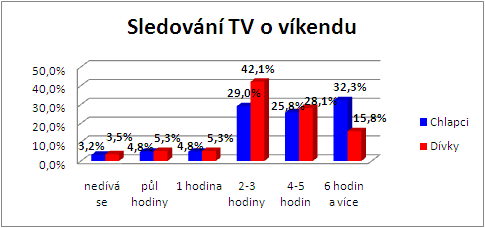 Sledování TV o víkendu
50,0%
40,0%
30,0%
20,0%
10,0%
0,0%
3,2%
3,5%
4,8%
5,3%
4,8%
5,3%
29,0%
42,1%
25,8%
28,1%
32,3%
15,8%
nedívá
se
půl
hodiny
1 hodina
2-3
hodiny
4-5
hodin
6 hodin
a více
Chlapci
Dívky